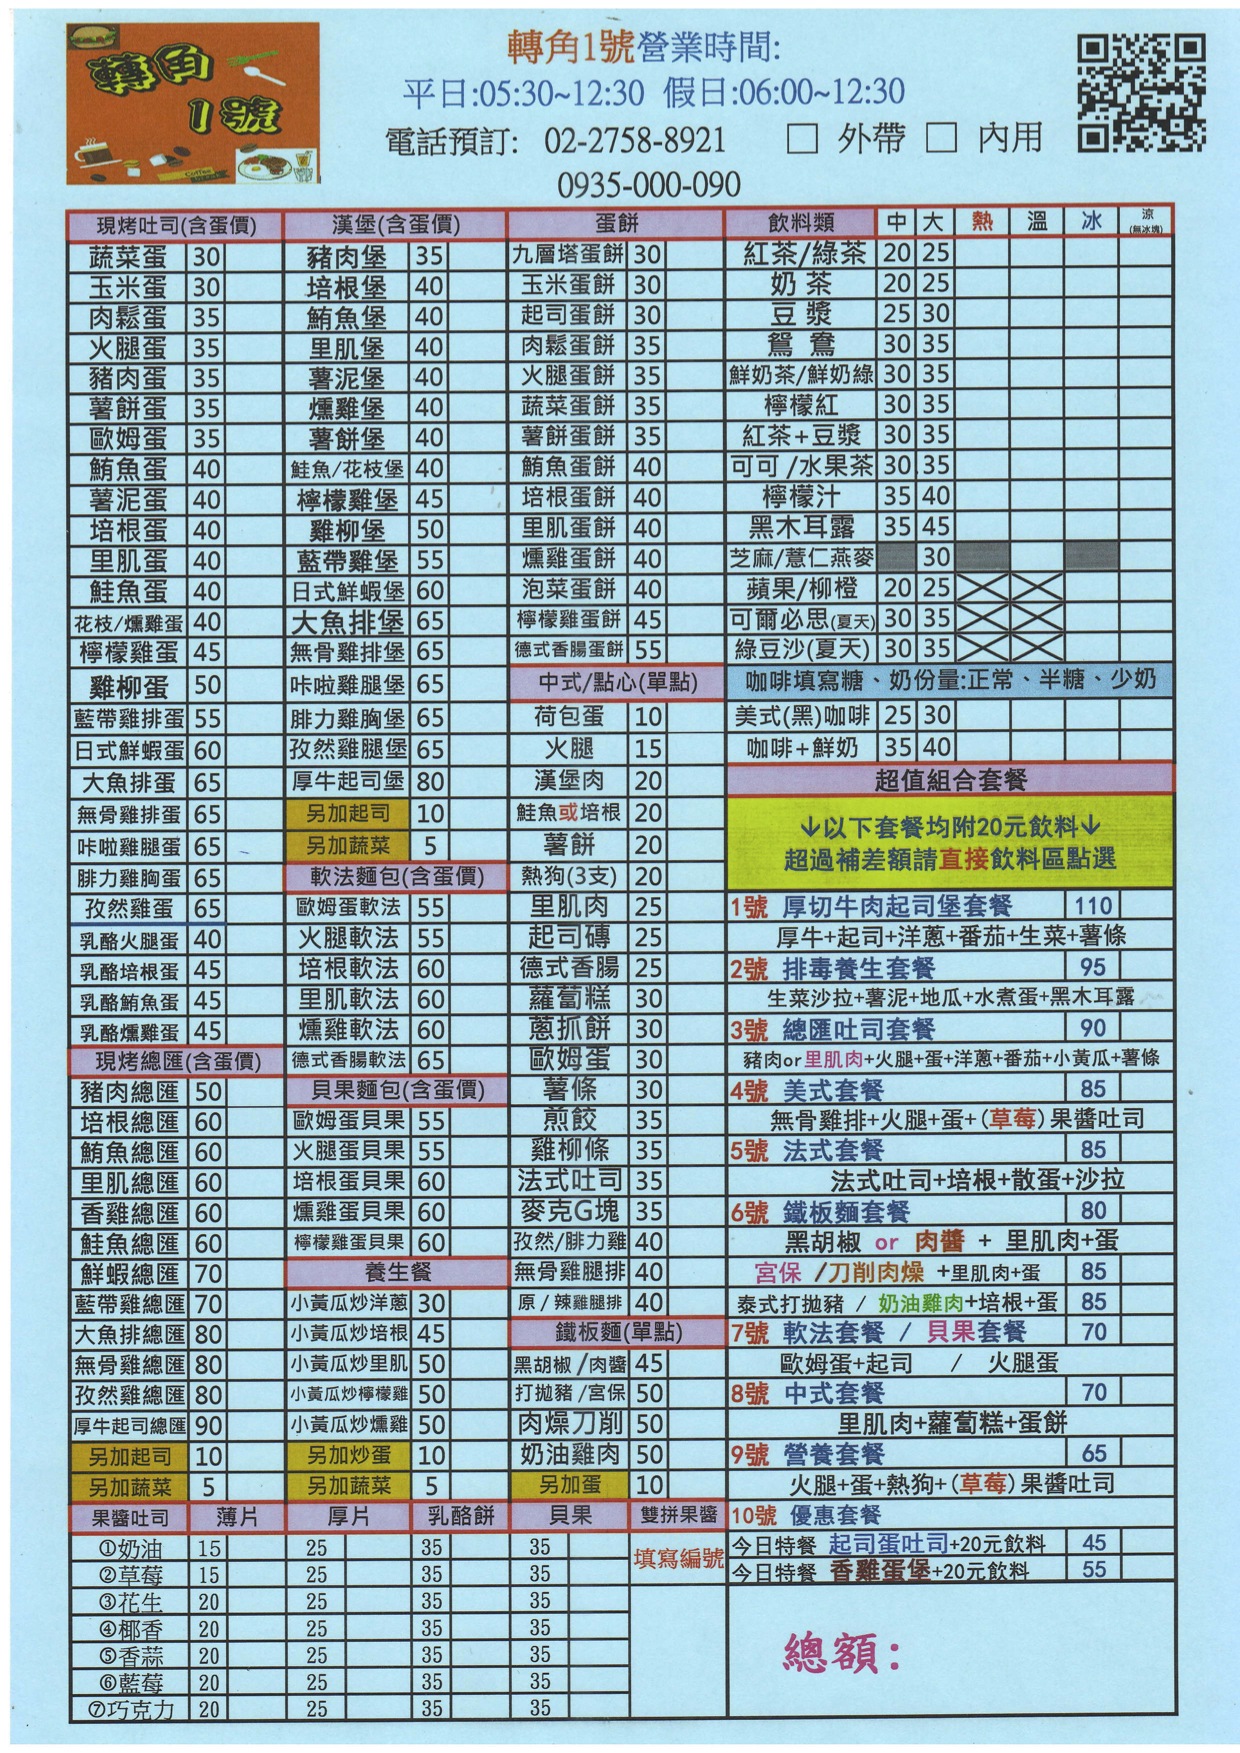 轉角
1號
Coffee
轉角1號營業時間:
平日:05:30~12:30 假日:06:00~12:30
電話預訂: 02-2758-8921 □ 外帶 □ 內用
0935-000-090
現烤吐司(含蛋價)
蔬菜蛋 30
玉米蛋 30
肉鬆蛋 35
火腿蛋 35
豬肉蛋 35
薯餅蛋 35
歐姆蛋 35
鮪魚蛋 40
薯泥蛋 40
培根蛋 40
里肌蛋 40
鮭魚蛋 40
花枝/燻雞蛋 40
檸檬雞蛋 45
雞柳蛋 50
藍帶雞排蛋 55
日式鮮蝦蛋 60
大魚排蛋 65
無骨雞排蛋 65
咔啦雞腿蛋 65
腓力雞胸蛋 65
孜然雞蛋 65
乳酪火腿蛋 40
乳酪培根蛋 45
乳酪鮪魚蛋 45
乳酪燻雞蛋 45
現烤總匯(含蛋價)
豬肉總匯 50
培根總匯 60
鮪魚總匯 60
里肌總匯 60
香雞總匯 60
鮭魚總匯 60
鮮蝦總匯 70
藍帶雞總匯 70
大魚排總匯 80
無骨雞總匯 80
孜然雞總匯 80
厚牛起司總匯 90
另加起司 10
另加蔬菜 5
漢堡(含蛋價)
豬肉堡 35
培根堡 40
鮪魚堡 40
里肌堡 40
薯泥堡 40
燻雞堡 40
薯餅堡 40
鮭魚/花枝堡 40
檸檬雞堡 45
雞柳堡 50
藍帶雞堡 55
日式鮮蝦堡 60
大魚排堡 65
無骨雞排堡 65
咔啦雞腿堡 65
腓力雞胸堡 65
孜然雞腿堡 65
厚牛起司堡 80
另加起司 10
另加蔬菜 5
軟法麵包(含蛋價)
歐姆蛋軟法 55
火腿軟法 55
培根軟法 60
里肌軟法 60
燻雞軟法 60
德式香腸軟法 65
貝果麵包(含蛋價)
歐姆蛋貝果 55
火腿蛋貝果 55
培根蛋貝果 60
燻雞蛋貝果 60
檸檬雞蛋貝果 60
養生餐
小黃瓜炒洋蔥 30
小黃瓜炒培根 45
小黃瓜炒里肌 50
小黃瓜炒檸檬雞 50
小黃瓜炒燻雞 50
另加炒蛋 10
另加蔬菜 5
蛋餅
九層塔蛋餅 30
玉米蛋餅 30
起司蛋餅 30
肉鬆蛋餅 35
火腿蛋餅 35
蔬菜蛋餅 35
薯餅蛋餅 35
鮪魚蛋餅 40
培根蛋餅 40
里肌蛋餅 40
燻雞蛋餅 40
泡菜蛋餅 40
檸檬雞蛋餅 45
德式香腸蛋餅 55
中式/點心(單點)
荷包蛋 10
火腿 15
漢堡肉 20
鮭魚或培根 20
薯餅 20
熱狗(3支) 20
里肌肉 25
起司磚 25
德式香腸 25
蘿蔔糕 30
蔥抓餅 30
歐姆蛋 30
薯條 30
煎餃 35
雞柳條 35
法式吐司 35
麥克G塊 35
孜然/腓力雞 40
無骨雞腿排 40
原/辣雞腿排 40
鐵板麵(單點)
黑胡椒/肉醬 45
打拋豬/宮保 50
肉燥刀削 50
奶油雞肉 50
另加蛋 10
飲料類 中 大 熱 溫 冰 涼(無冰塊)
紅茶/綠茶 20 25
奶茶 20 25
豆漿 25 30
鴛鴦 30 35
鮮奶茶/鮮奶綠 30 35
檸檬紅 30 35
紅茶+豆漿 30 35
可可/水果茶 30 35
檸檬汁 35 40
黑木耳露 35 45
芝麻/薏仁燕麥 30
蘋果/柳橙 20 25
可爾必思(夏天) 30 35
綠豆沙(夏天) 30 35
咖啡填寫糖、奶份量:正常、半糖、少奶
美式(黑)咖啡 25 30
咖啡+鮮奶 35 40
超值組合套餐
↓以下套餐均附20元飲料↓
超過補差額請直接飲料區點選
1號 厚切牛肉起司堡套餐 110
厚牛+起司+洋蔥+番茄+生菜+薯條
2號 排毒養生套餐 95
生菜沙拉+薯泥+地瓜+水煮蛋+黑木耳露
3號 總匯吐司套餐 90
豬肉or里肌肉+火腿+蛋+洋蔥+番茄+小黃瓜+薯條
4號 美式套餐 85
無骨雞排+火腿+蛋+(草莓)果醬吐司
5號 法式套餐 85
法式吐司+培根+散蛋+沙拉
6號 鐵板麵套餐 80
黑胡椒 or 肉醬 + 里肌肉+蛋
宮保 /刀削肉燥 +里肌肉+蛋 85
泰式打拋豬 / 奶油雞肉+培根+蛋 85
7號 軟法套餐 / 貝果套餐 70
歐姆蛋+起司 / 火腿蛋
8號 中式套餐 70
里肌肉+蘿蔔糕+蛋餅
9號 營養套餐 65
火腿+蛋+熱狗+(草莓)果醬吐司
10號 優惠套餐
今日特餐 起司蛋吐司+20元飲料 45
今日特餐 香雞蛋堡+20元飲料 55
總額:
果醬吐司 薄片 厚片 乳酪餅 貝果 雙拼果醬
①奶油 15 25 35 35 填寫編號
②草莓 15 25 35 35
③花生 20 25 35 35
④椰香 20 25 35 35
⑤香蒜 20 25 35 35
⑥藍莓 20 25 35 35
⑦巧克力 20 25 35 35